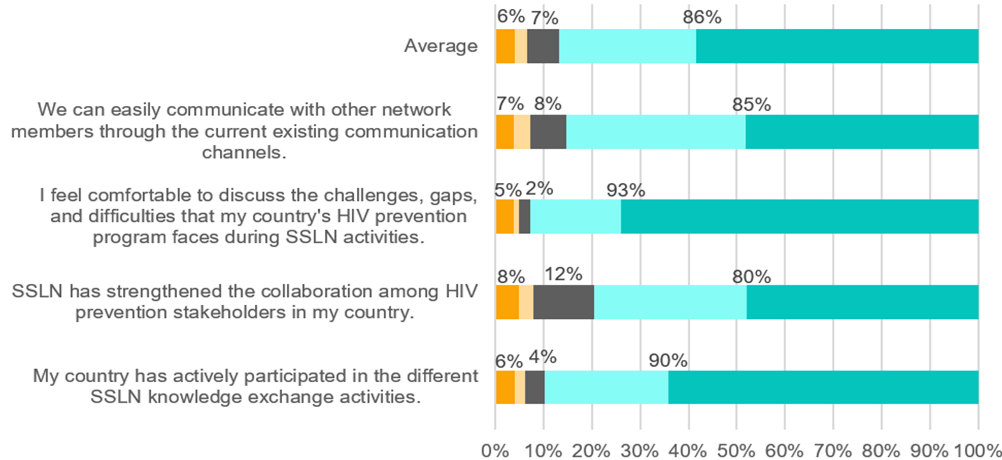 6% 7% 86%
Average
7% 8% 85%
We can easily communicate with other network
members through the current existing communication
channels.
5% 2% 93%
I feel comfortable to discuss the challenges, gaps,
and difficulties that my country's HIV prevention
program faces during SSLN activities.
8% 12% 80%
SSLN has strengthened the collaboration among HIV
prevention stakeholders in my country.
6% 4% 90%
My country has actively participated in the different
SSLN knowledge exchange activities.
0% 10% 20% 30% 40% 50% 60% 70% 80% 90% 100%